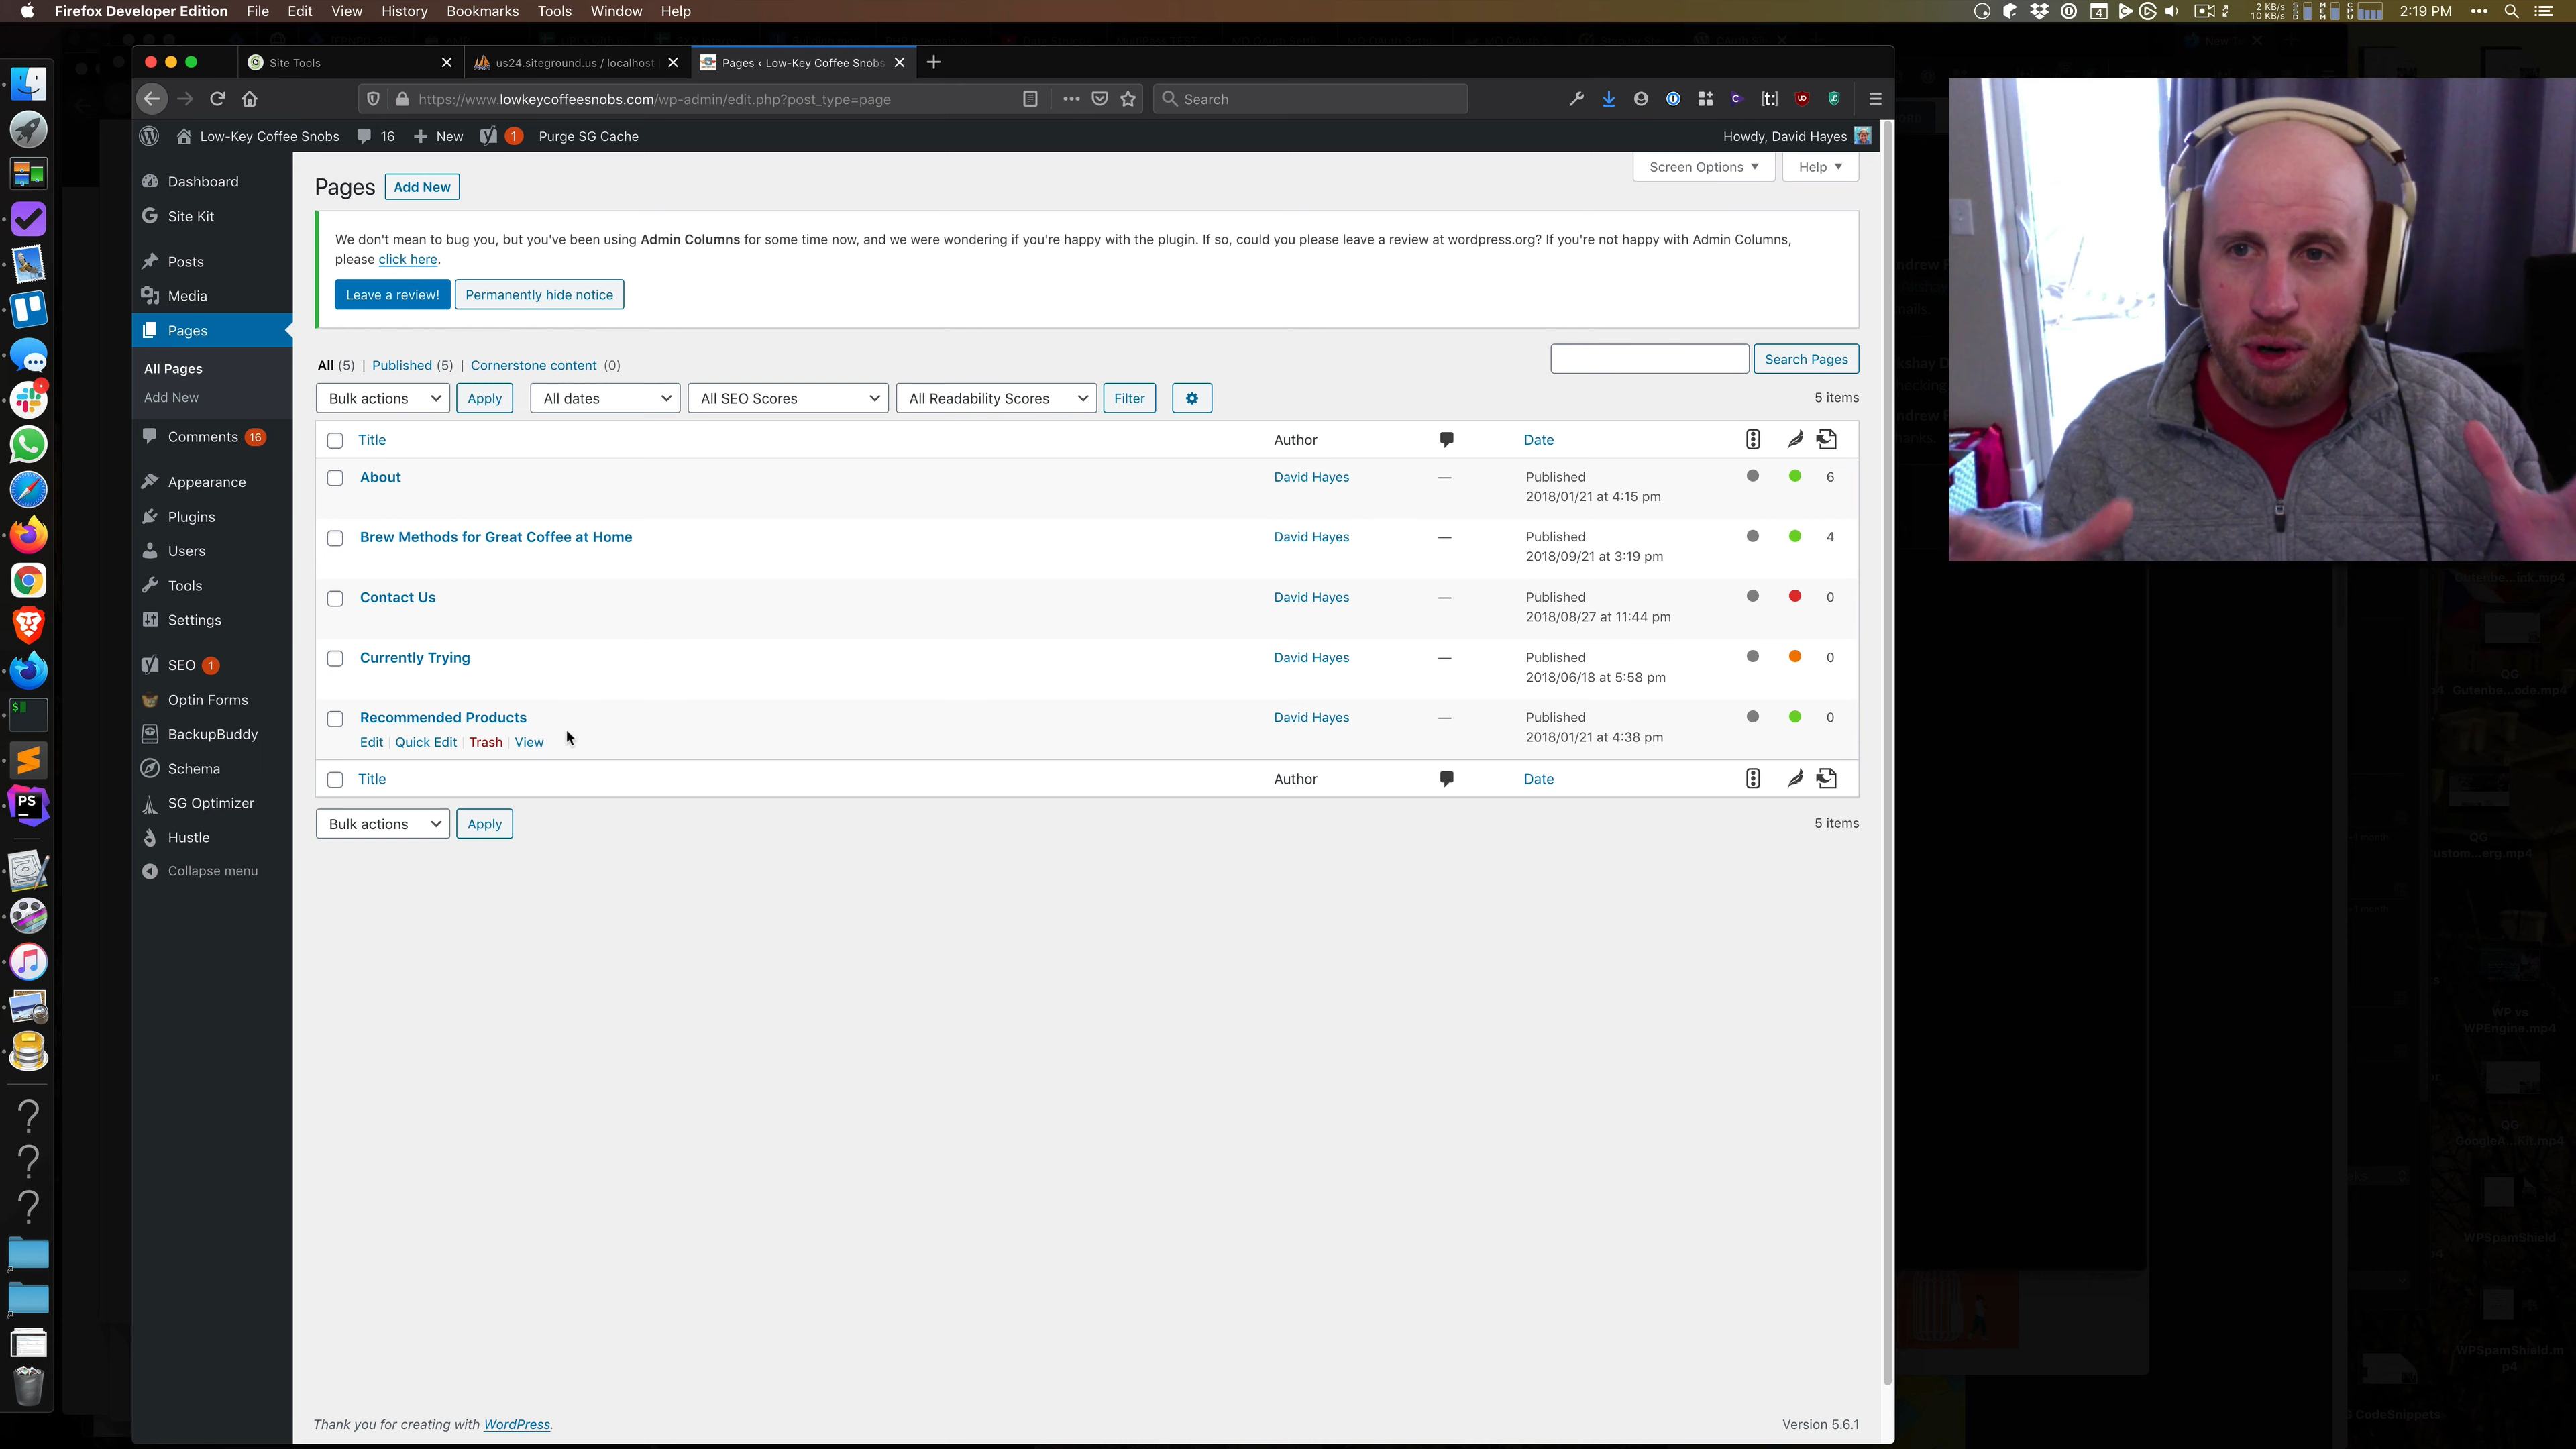 Firefox Developer Edition File Edit View History Bookmarks Tools Window Help
2 KB/s
10 KB/s
2:19 PM
Site Tools
us24.siteground.us / localhost
Pages ‹ Low-Key Coffee Snobs
https://www.lowkeycoffeesnobs.com/wp-admin/edit.php?post_type=page
Search
Low-Key Coffee Snobs 16 New 1 Purge SG Cache
Howdy, David Hayes
Dashboard
Site Kit
Posts
Media
Pages
All Pages
Add New
Comments 16
Appearance
Plugins
Users
Tools
Settings
SEO 1
Optin Forms
BackupBuddy
Schema
SG Optimizer
Hustle
Collapse menu
Screen Options
Help
Pages Add New
We don't mean to bug you, but you've been using Admin Columns for some time now, and we were wondering if you're happy with the plugin. If so, could you please leave a review at wordpress.org? If you're not happy with Admin Columns,
please click here.
Leave a review! Permanently hide notice
All (5) | Published (5) | Cornerstone content (0)
Search Pages
Bulk actions Apply All dates All SEO Scores All Readability Scores Filter
5 items
Title Author Date
About David Hayes — Published 6
2018/01/21 at 4:15 pm
Brew Methods for Great Coffee at Home David Hayes — Published 4
2018/09/21 at 3:19 pm
Contact Us David Hayes — Published 0
2018/08/27 at 11:44 pm
Currently Trying David Hayes — Published 0
2018/06/18 at 5:58 pm
Recommended Products David Hayes — Published 0
Edit | Quick Edit | Trash | View 2018/01/21 at 4:38 pm
Title Author Date
Bulk actions Apply
5 items
Thank you for creating with WordPress.
Version 5.6.1
PS
WP vs
WPEngine.mp4
WPSpamShield
WPSpamShield.m
p4
CodeSnippets